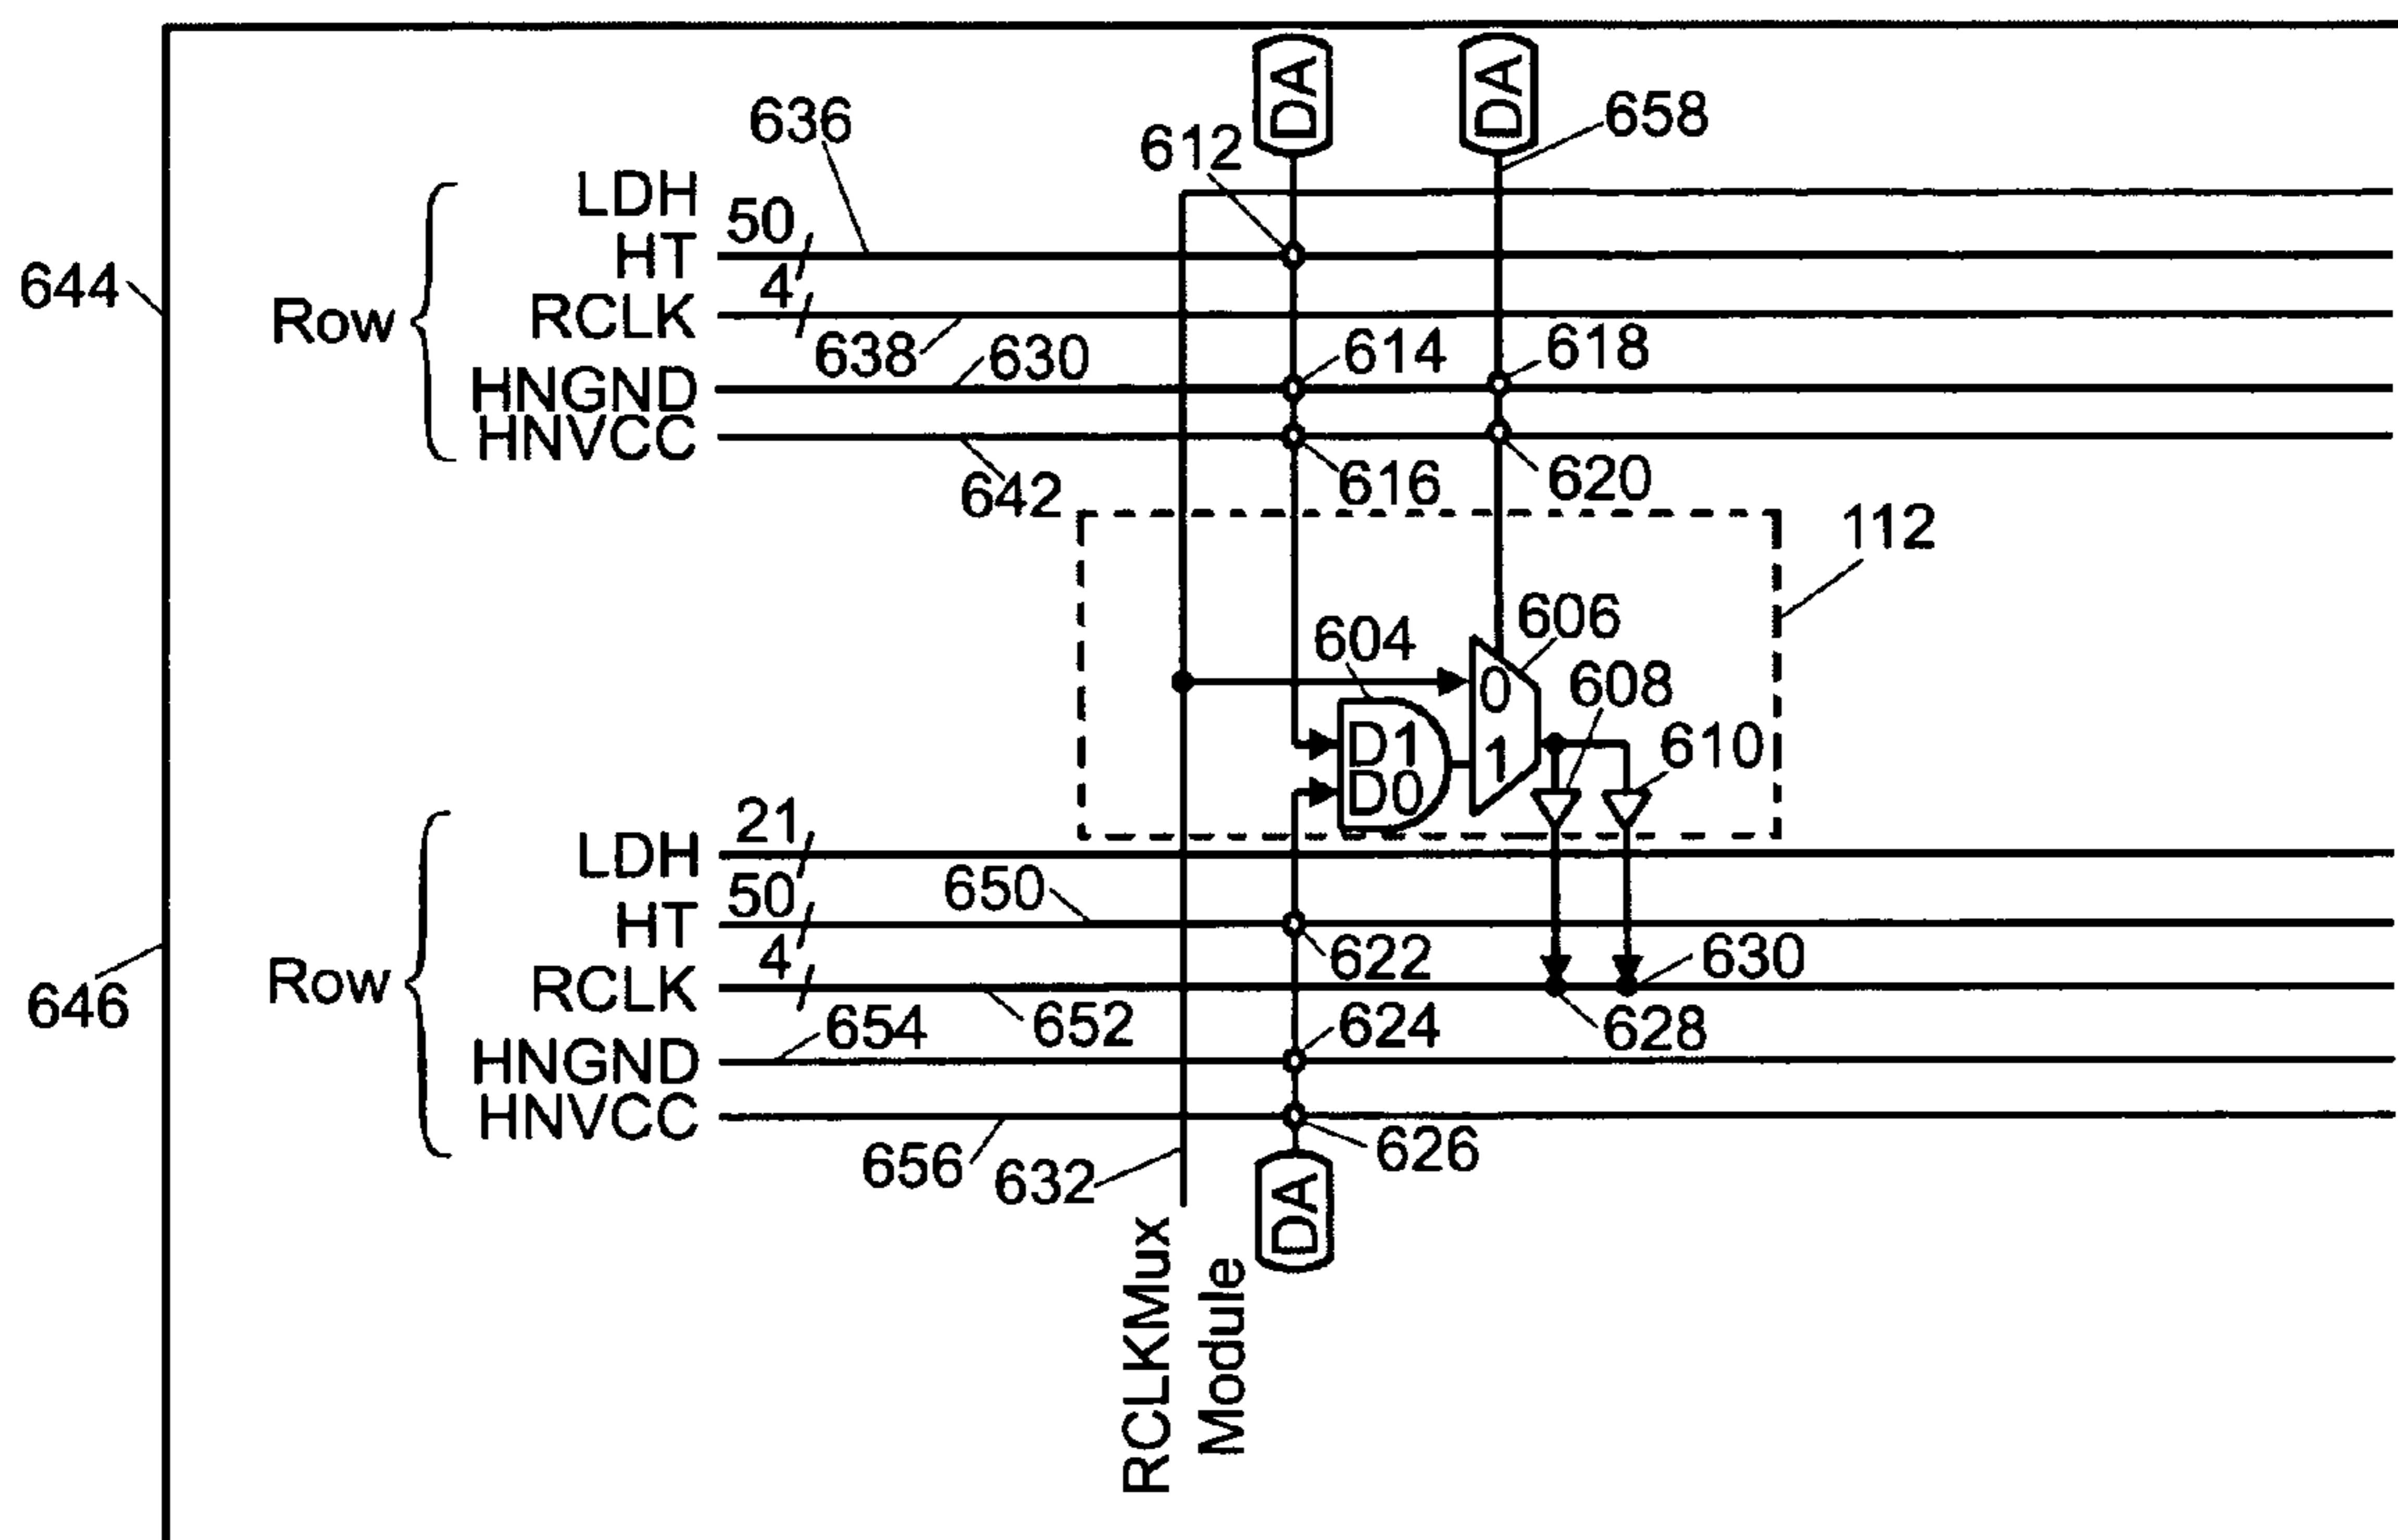 DA
DA
658
636
612
LDH
50
HT
4
RCLK
644
Row
638
630
614
618
HNGND
HNVCC
642
616
620
112
604
606
608
D1
D0
0
1
610
21
LDH
50
650
HT
4
622
630
Row
RCLK
646
654
652
624
628
HNGND
HNVCC
656
632
626
DA
RCLKMux
Module